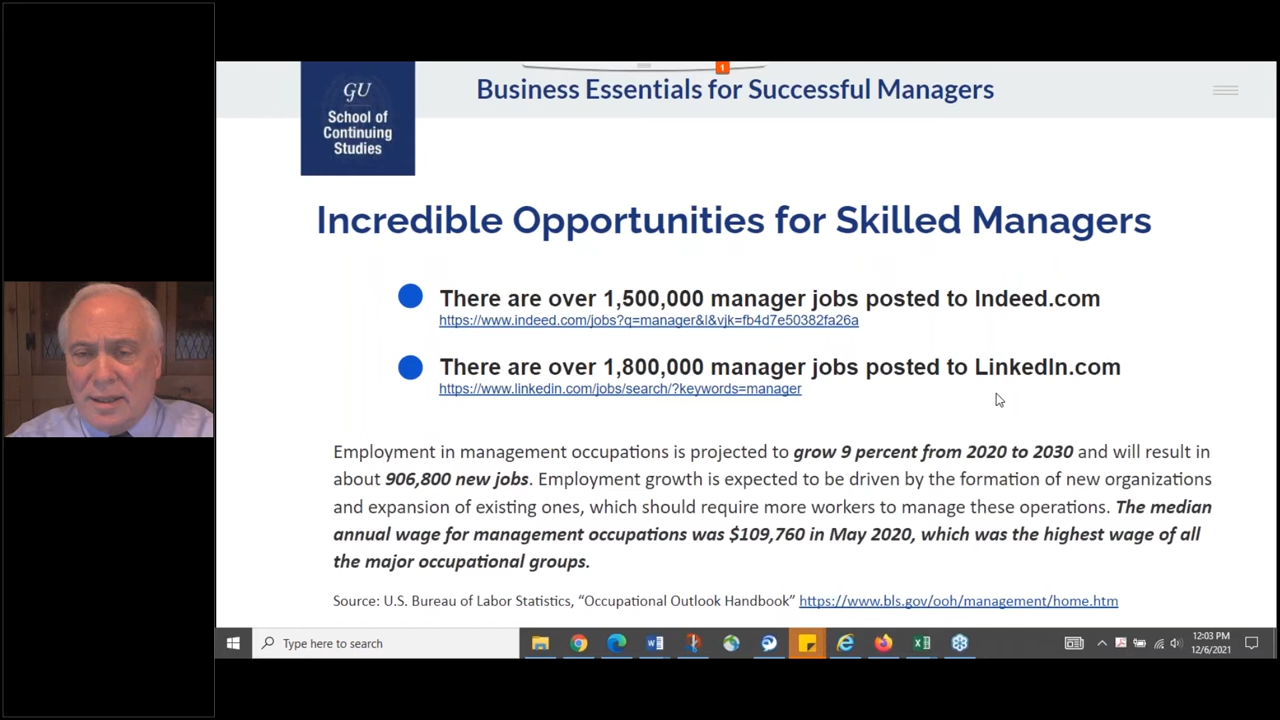 1
GU
School of
Continuing
Studies
Business Essentials for Successful Managers
Incredible Opportunities for Skilled Managers
There are over 1,500,000 manager jobs posted to Indeed.com
https://www.indeed.com/jobs?q=manager&l&vjk=fb4d7e50382fa26a
There are over 1,800,000 manager jobs posted to LinkedIn.com
https://www.linkedin.com/jobs/search/?keywords=manager
Employment in management occupations is projected to grow 9 percent from 2020 to 2030 and will result in
about 906,800 new jobs. Employment growth is expected to be driven by the formation of new organizations
and expansion of existing ones, which should require more workers to manage these operations. The median
annual wage for management occupations was $109,760 in May 2020, which was the highest wage of all
the major occupational groups.
Source: U.S. Bureau of Labor Statistics, “Occupational Outlook Handbook” https://www.bls.gov/ooh/management/home.htm
Type here to search
12:03 PM
12/6/2021